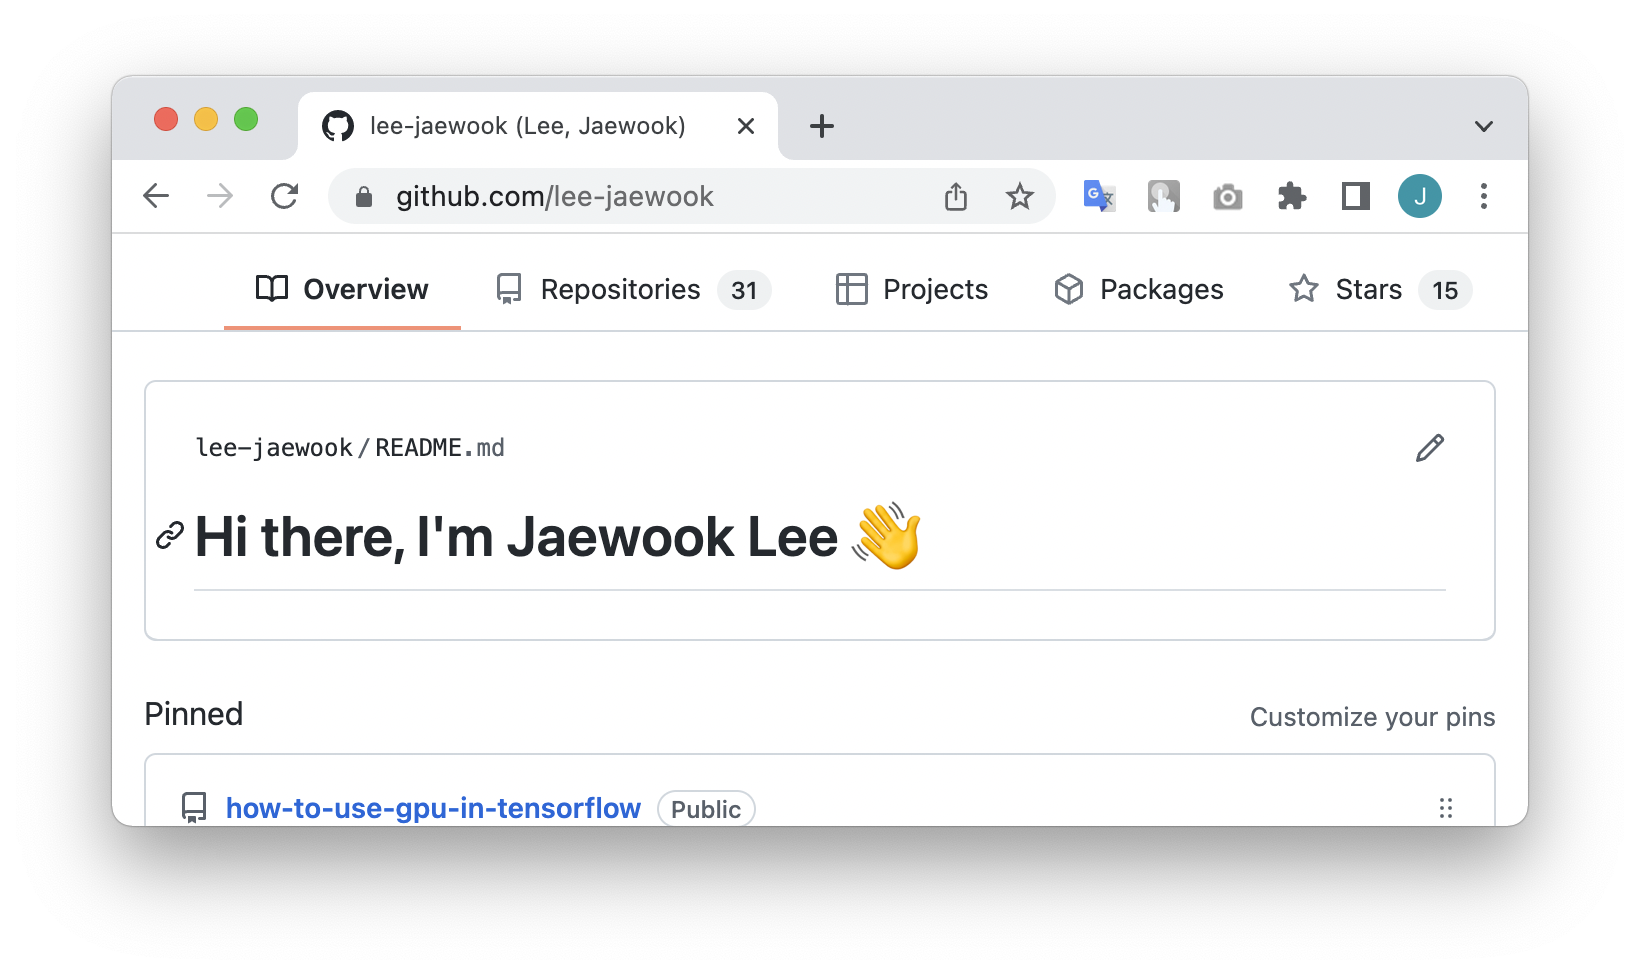 lee-jaewook (Lee, Jaewook)
github.com/lee-jaewook
J
Overview Repositories 31 Projects Packages Stars 15
lee-jaewook/README.md
Hi there, I'm Jaewook Lee 👋
Pinned Customize your pins
how-to-use-gpu-in-tensorflow Public